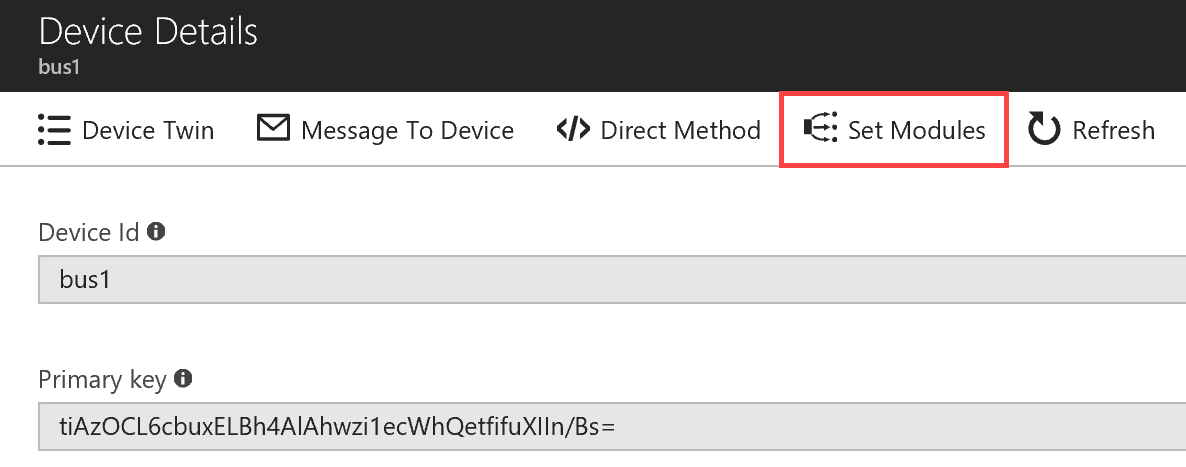 Device Details
bus1
Device Twin Message To Device Direct Method Set Modules Refresh
Device Id
bus1
Primary key
tiAzOCL6cbuxELBh4AlAhwzi1ecWhQetfifuXIIn/Bs=